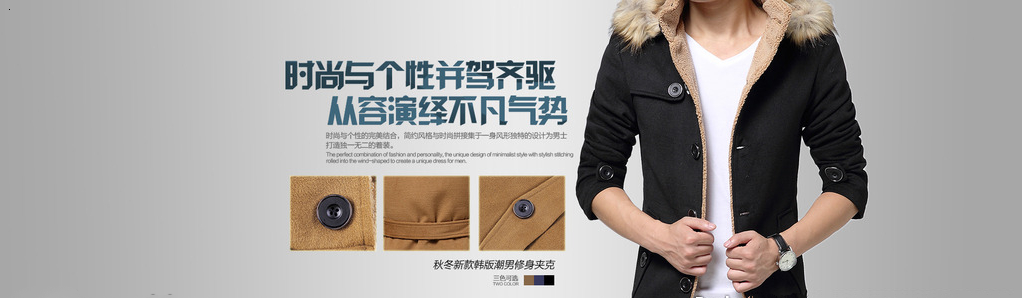 时尚与个性并驾齐驱
从容演绎不凡气势
时尚与个性的完美结合，简约风格与时尚拼接集于一身风形独特的设计为男士
打造独一无二的着装。
The perfect combination of fashion and personality, the unique design of minimalist style with stylish stitching
rolled into the wind-shaped to create a unique dress for men.
秋冬新款韩版潮男修身夹克
三色可选
TWO COLOR